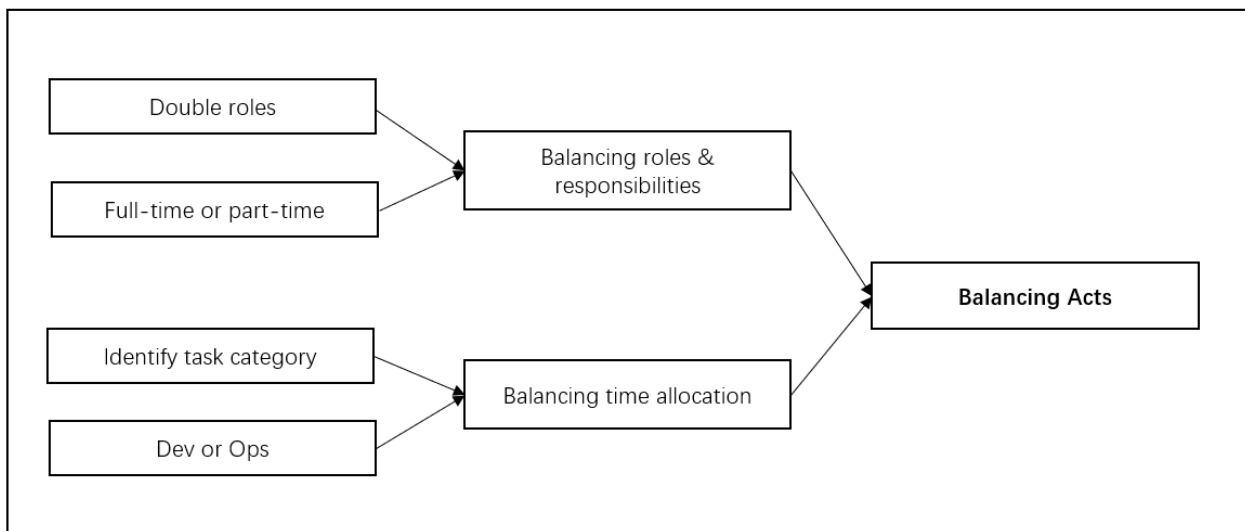 Double roles
Full-time or part-time
Balancing roles &
responsibilities
Balancing Acts
Identify task category
Dev or Ops
Balancing time allocation